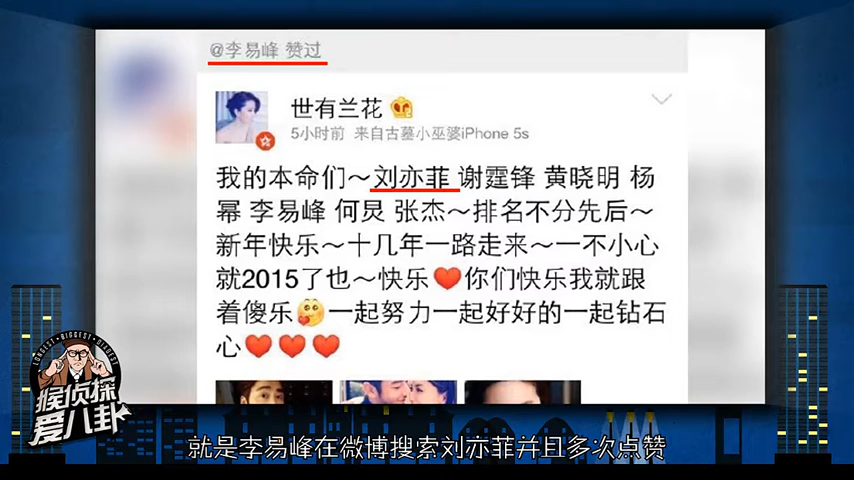 @李易峰 赞过
世有兰花
5小时前 来自古墓小巫婆iPhone 5s
我的本命们～刘亦菲 谢霆锋 黄晓明 杨
幂 李易峰 何炅 张杰～排名不分先后～
新年快乐～十几年一路走来～一不小心
就2015了也～快乐❤️你们快乐我就跟
着傻乐😘一起努力一起好好的一起钻石
心❤️❤️❤️
LONGEST•BIGGEST•DIKDEST
猴侦探
爱八卦
就是李易峰在微博搜索刘亦菲并且多次点赞